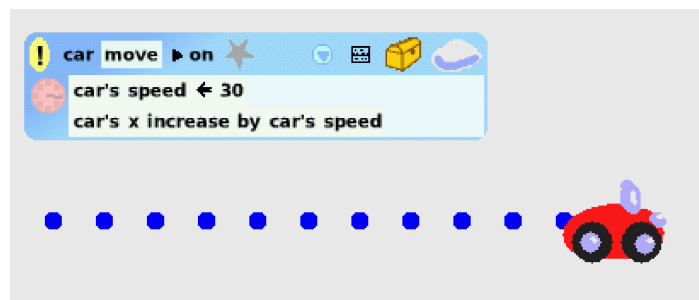 ! car move on
car's speed ← 30
car's x increase by car's speed